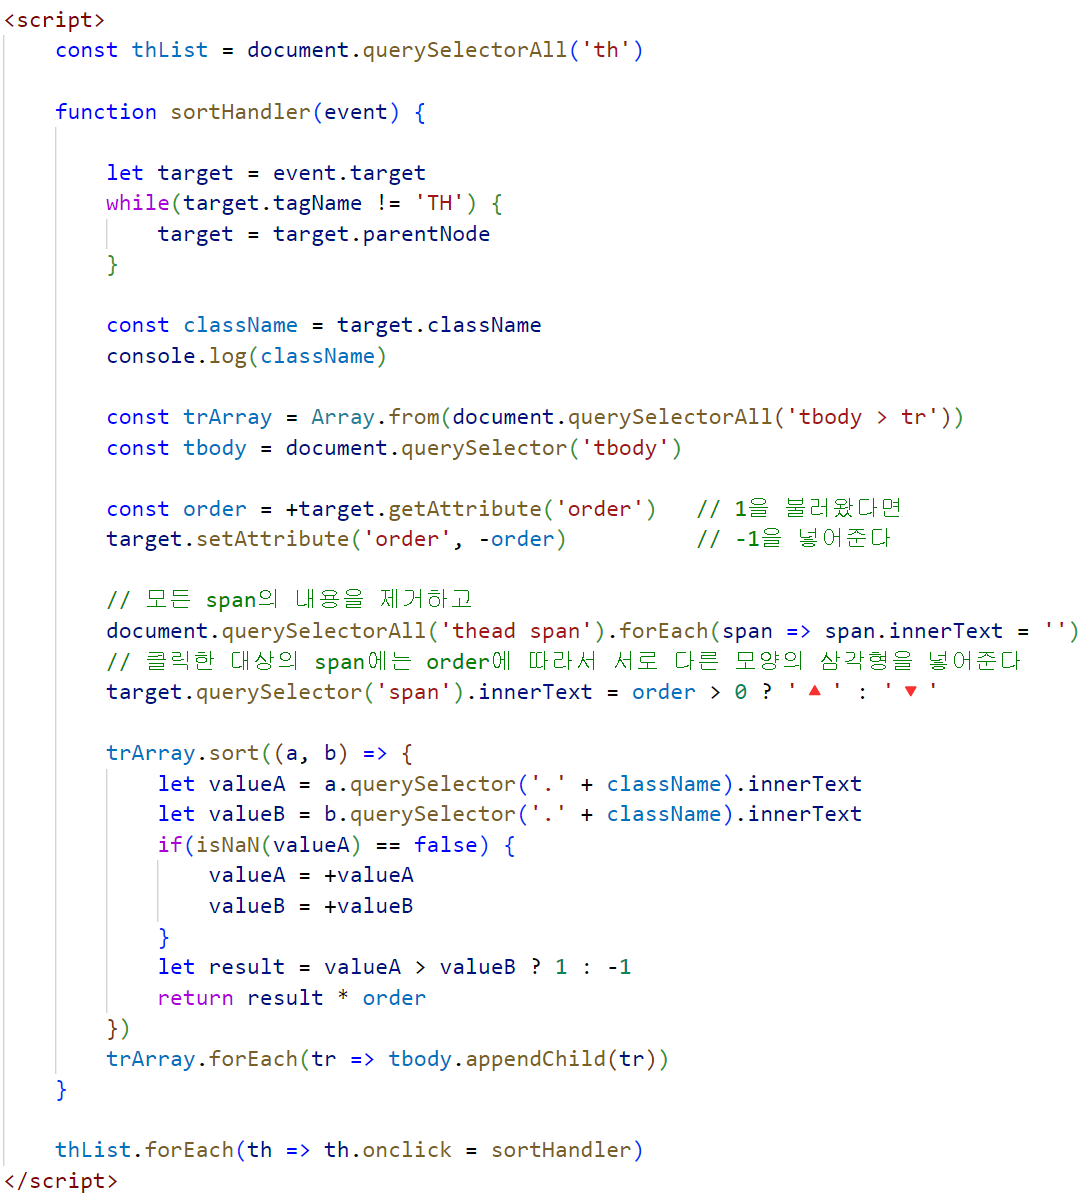 <script>
const thList = document.querySelectorAll('th')
function sortHandler(event) {
let target = event.target
while(target.tagName != 'TH') {
target = target.parentNode
}
const className = target.className
console.log(className)
const trArray = Array.from(document.querySelectorAll('tbody > tr'))
const tbody = document.querySelector('tbody')
const order = +target.getAttribute('order')   // 1을 불러왔다면
target.setAttribute('order', -order)          // -1을 넣어준다
// 모든 span의 내용을 제거하고
document.querySelectorAll('thead span').forEach(span => span.innerText = '')
// 클릭한 대상의 span에는 order에 따라서 서로 다른 모양의 삼각형을 넣어준다
target.querySelector('span').innerText = order > 0 ? '🔺' : '🔻'
trArray.sort((a, b) => {
let valueA = a.querySelector('.' + className).innerText
let valueB = b.querySelector('.' + className).innerText
if(isNaN(valueA) == false) {
valueA = +valueA
valueB = +valueB
}
let result = valueA > valueB ? 1 : -1
return result * order
})
trArray.forEach(tr => tbody.appendChild(tr))
}
thList.forEach(th => th.onclick = sortHandler)
</script>